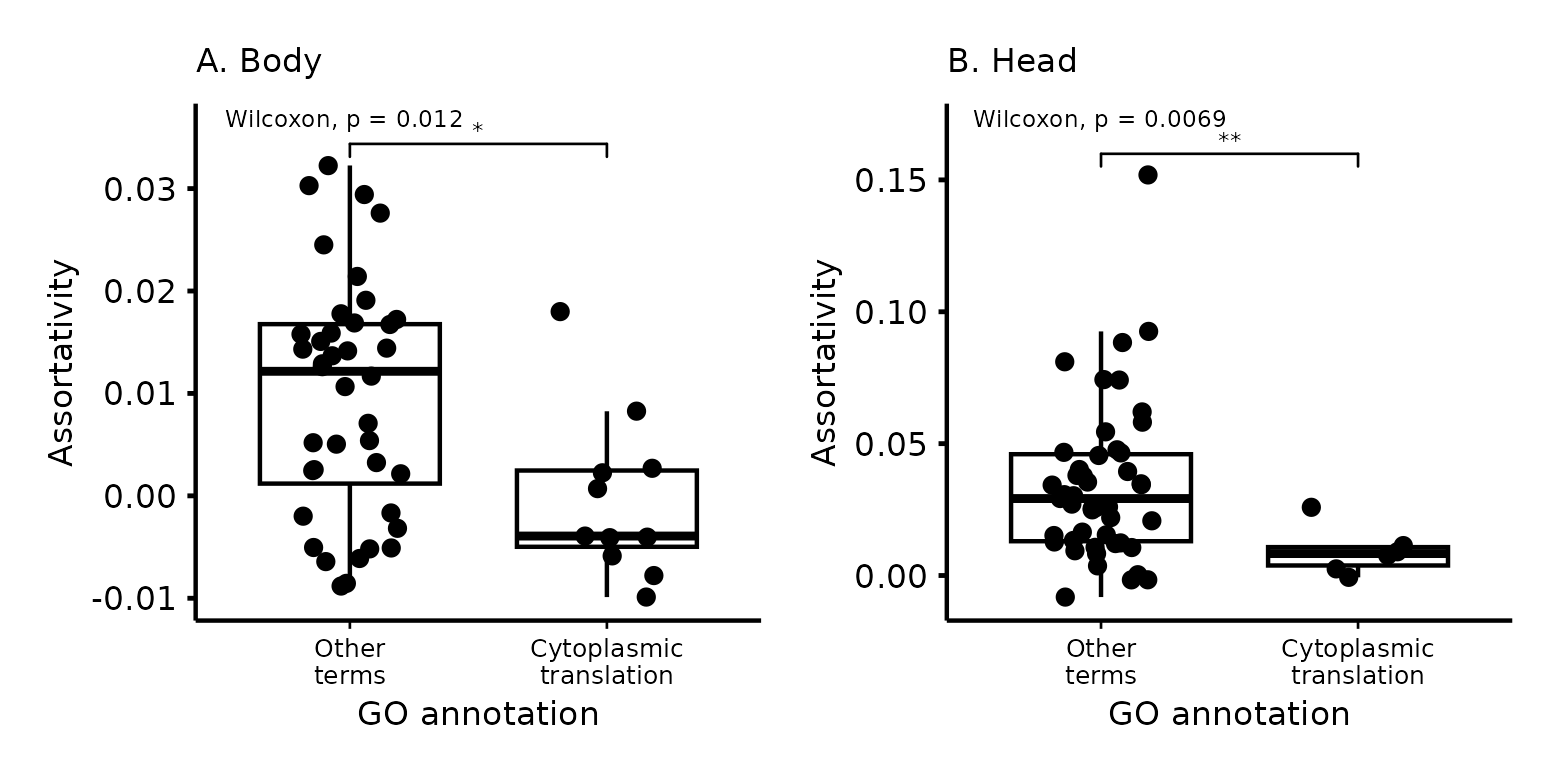 A. Body
Wilcoxon, p = 0.012
*
0.03
0.02
0.01
0.00
-0.01
Assortativity
Other
terms
Cytoplasmic
translation
GO annotation
B. Head
Wilcoxon, p = 0.0069
**
0.15
0.10
0.05
0.00
Assortativity
Other
terms
Cytoplasmic
translation
GO annotation